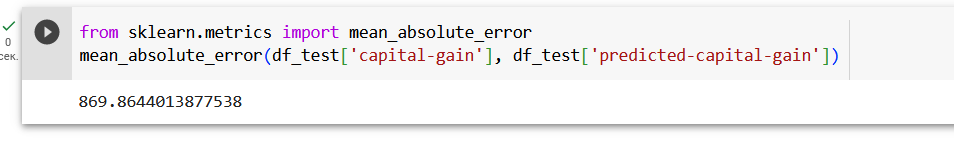 from sklearn.metrics import mean_absolute_error
0
mean_absolute_error(df_test['capital-gain'], df_test['predicted-capital-gain'])
сек.
869.8644013877538